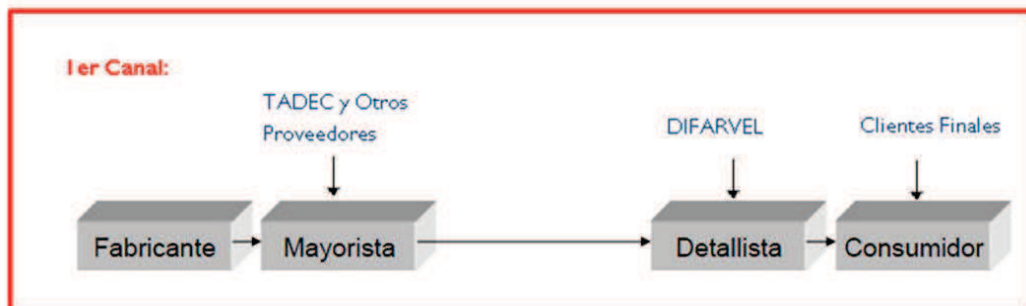 1er Canal:
TADEC y Otros
Proveedores
DIFARVEL
Clientes Finales
Fabricante
Mayorista
Detallista
Consumidor